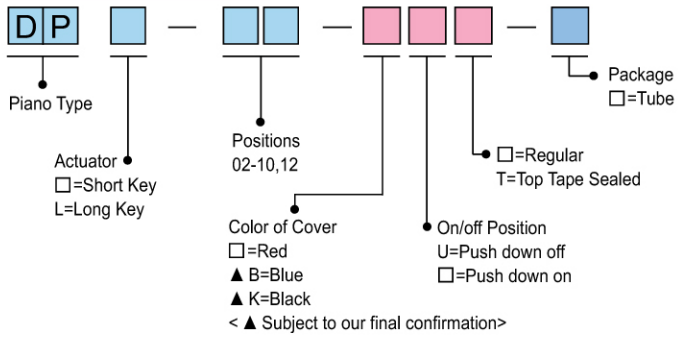 DP — —  —
Piano Type
Actuator
□=Short Key
L=Long Key
Positions
02-10,12
Color of Cover
□=Red
▲ B=Blue
▲ K=Black
< ▲ Subject to our final confirmation>
On/off Position
U=Push down off
□=Push down on
□=Regular
T=Top Tape Sealed
Package
□=Tube